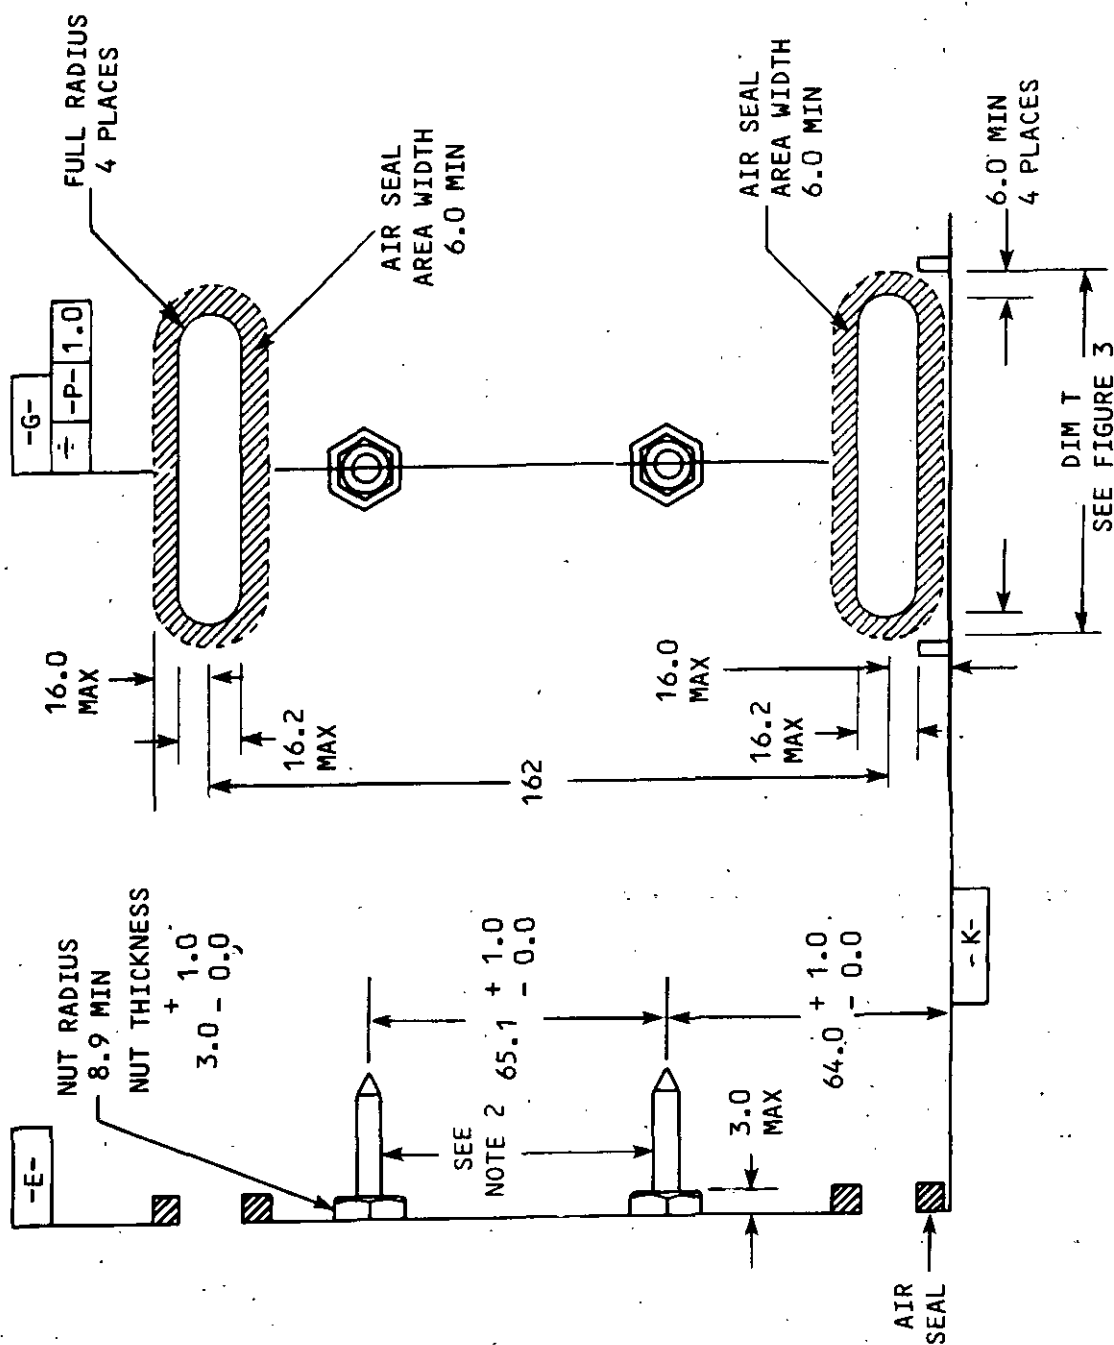 -G-
÷ -P- 1.0
FULL RADIUS
4 PLACES
AIR SEAL
AREA WIDTH
6.0 MIN
AIR SEAL
AREA WIDTH
6.0 MIN
6.0 MIN
4 PLACES
DIM T
SEE FIGURE 3
16.0
MAX
16.2
MAX
162
16.0
MAX
16.2
MAX
-E-
NUT RADIUS
8.9 MIN
NUT THICKNESS
3.0 + 1.0
- 0.0
SEE
NOTE 2
65.1 + 1.0
- 0.0
64.0 + 1.0
- 0.0
3.0
MAX
-K-
AIR
SEAL